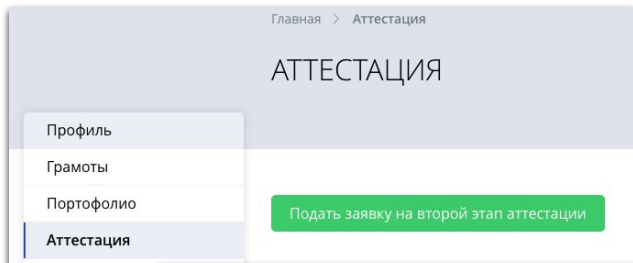 Главная > Аттестация
АТТЕСТАЦИЯ
Профиль
Грамоты
Портофолио
Аттестация
Подать заявку на второй этап аттестации